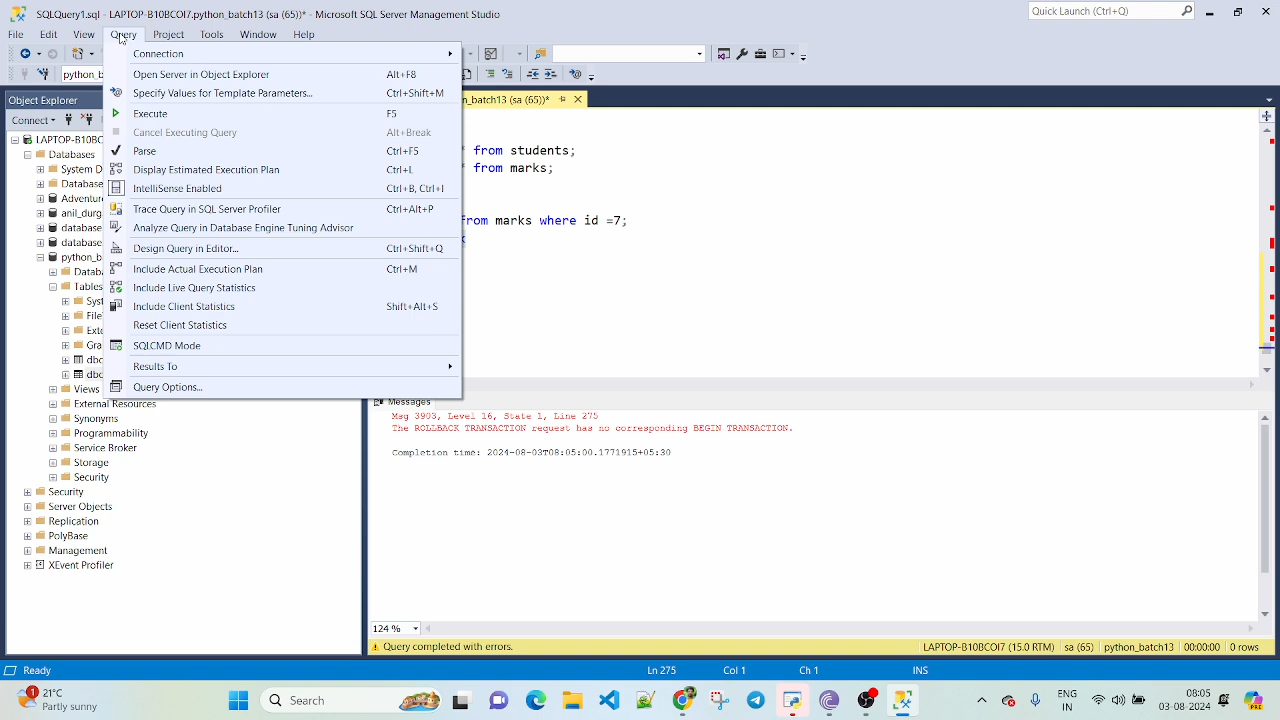 SQLQuery1.sql - LAPTOP-B10BCOI7.python_batch13 (sa (65))* - Microsoft SQL Server Management Studio
Quick Launch (Ctrl+Q)
File Edit View Query Project Tools Window Help
Connection
python_b
Open Server in Object Explorer Alt+F8
Specify Values for Template Parameters... Ctrl+Shift+M
Execute F5
Cancel Executing Query Alt+Break
Parse Ctrl+F5
Display Estimated Execution Plan Ctrl+L
IntelliSense Enabled Ctrl+B, Ctrl+I
Trace Query in SQL Server Profiler Ctrl+Alt+P
Analyze Query in Database Engine Tuning Advisor
Design Query in Editor... Ctrl+Shift+Q
Include Actual Execution Plan Ctrl+M
Include Live Query Statistics
Include Client Statistics Shift+Alt+S
Reset Client Statistics
SQLCMD Mode
Results To
Query Options...
Object Explorer
Connect
LAPTOP-B10BC
Databases
System D
Database
Adventur
anil_durg
database
database
python_b
Datab
Tables
Syst
File
Exte
Gra
dbo
dbo
Views
External Resources
Synonyms
Programmability
Service Broker
Storage
Security
Security
Server Objects
Replication
PolyBase
Management
XEvent Profiler
n_batch13 (sa (65))*
* from students;
* from marks;
from marks where id =7;
k
Messages
Msg 3903, Level 16, State 1, Line 275
The ROLLBACK TRANSACTION request has no corresponding BEGIN TRANSACTION.
Completion time: 2024-08-03T08:05:00.1771915+05:30
124 %
Query completed with errors. LAPTOP-B10BCOI7 (15.0 RTM) sa (65) python_batch13 00:00:00 0 rows
Ready Ln 275 Col 1 Ch 1 INS
1
21°C
Partly sunny
Search
ENG
IN
08:05
03-08-2024
PRE